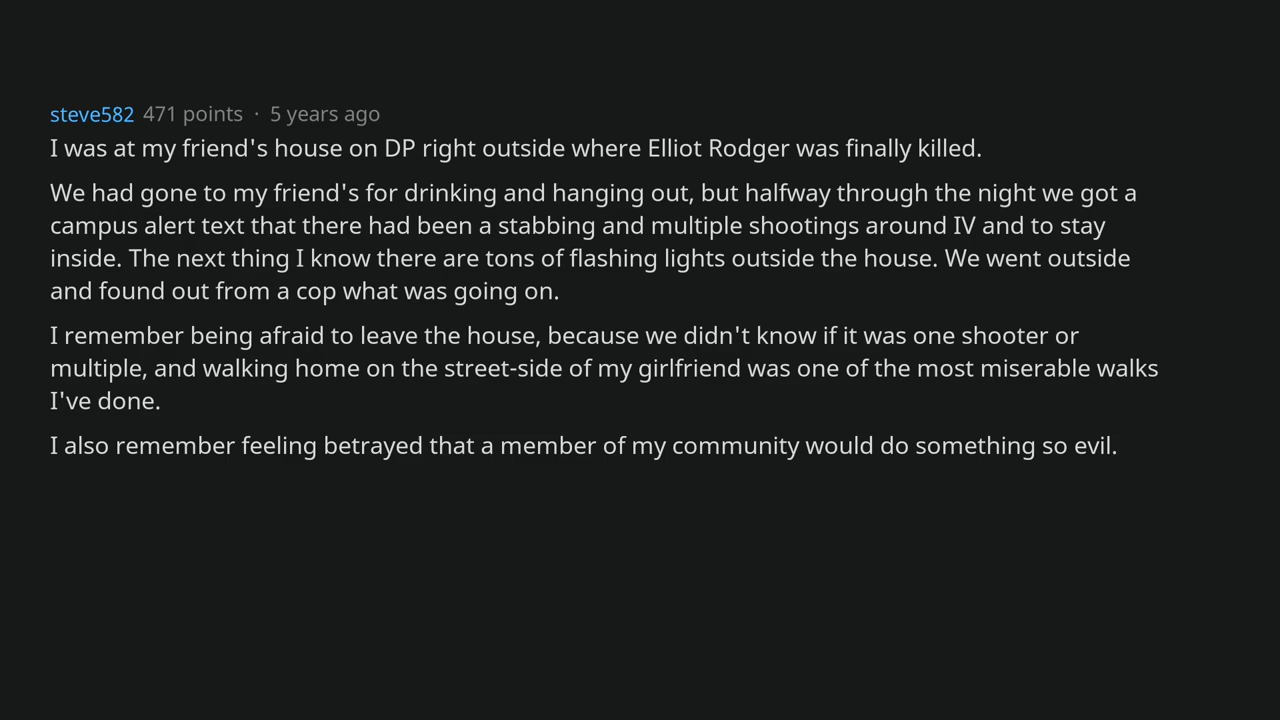 steve582 471 points · 5 years ago
I was at my friend's house on DP right outside where Elliot Rodger was finally killed.
We had gone to my friend's for drinking and hanging out, but halfway through the night we got a
campus alert text that there had been a stabbing and multiple shootings around IV and to stay
inside. The next thing I know there are tons of flashing lights outside the house. We went outside
and found out from a cop what was going on.
I remember being afraid to leave the house, because we didn't know if it was one shooter or
multiple, and walking home on the street-side of my girlfriend was one of the most miserable walks
I've done.
I also remember feeling betrayed that a member of my community would do something so evil.